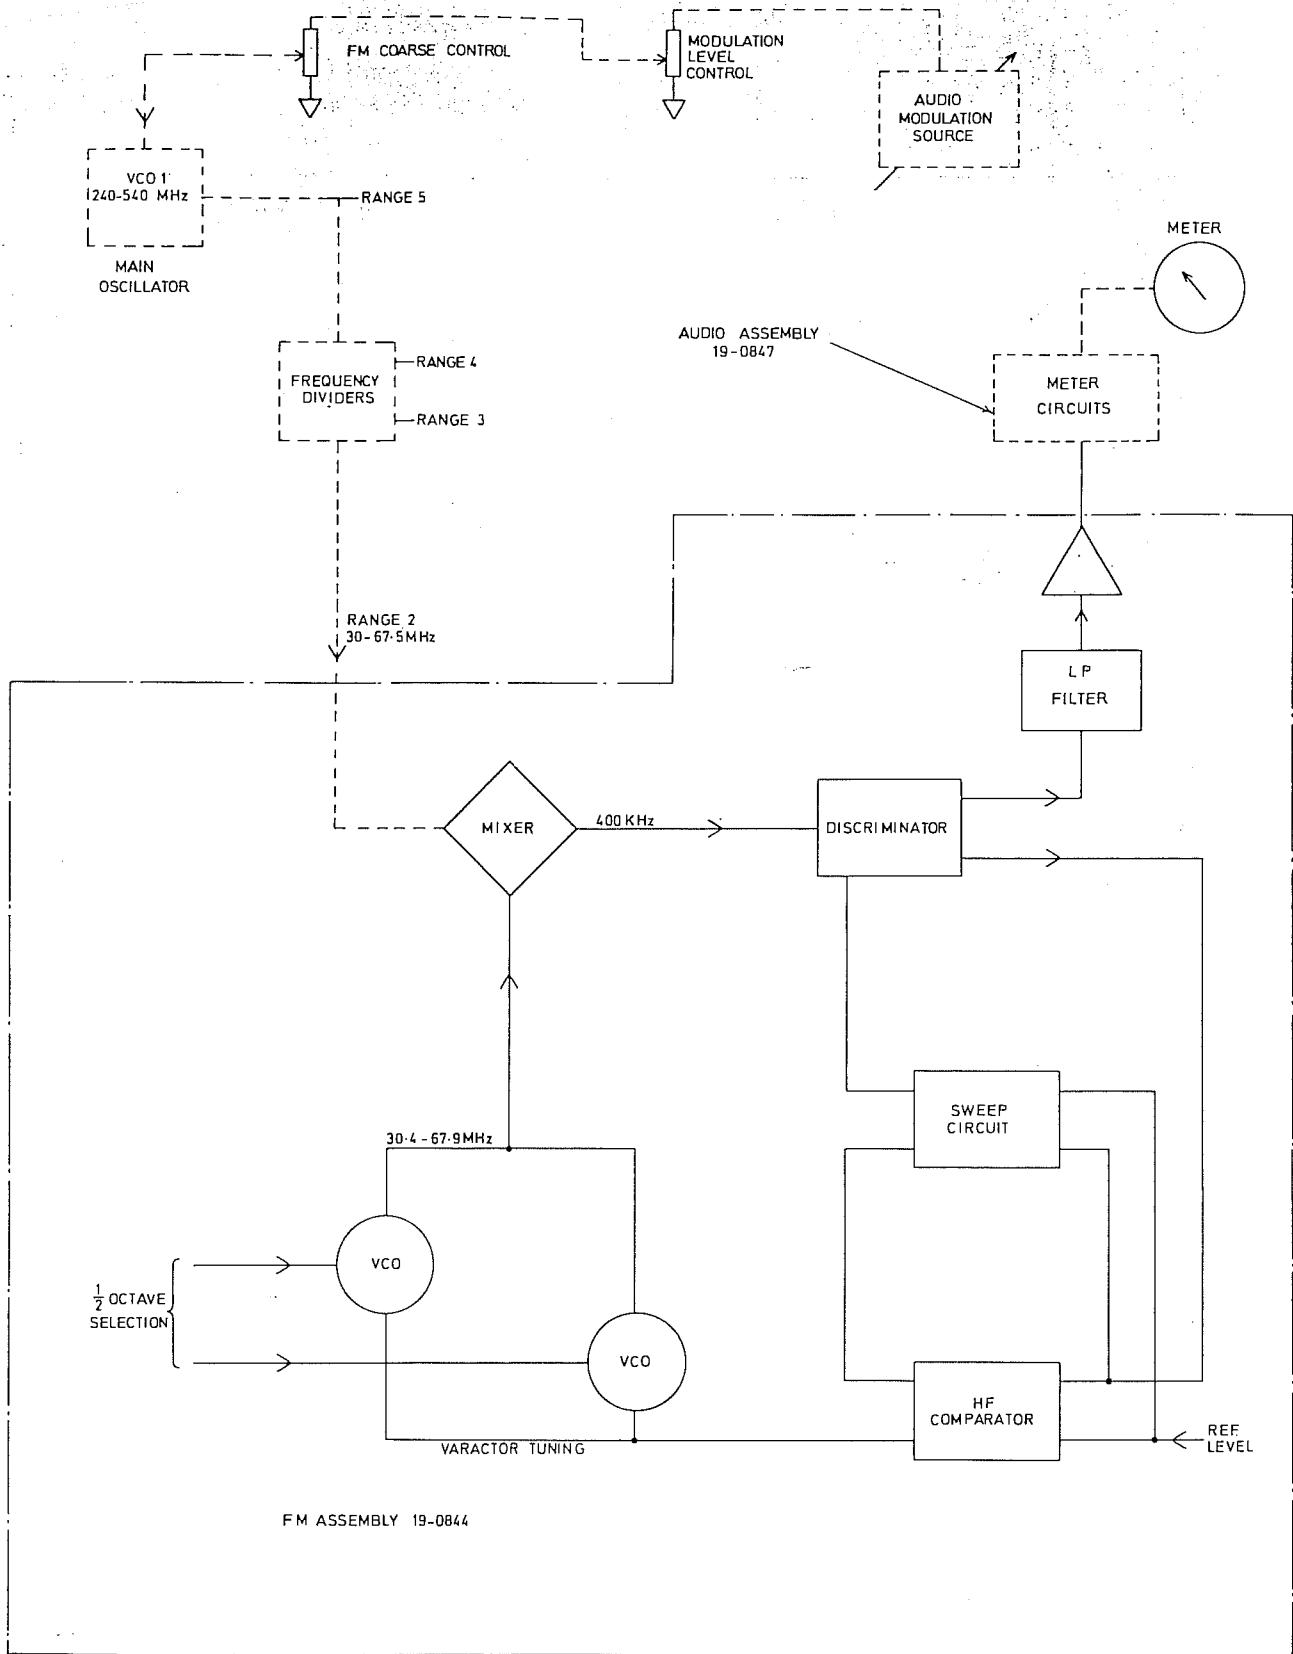 FM COARSE CONTROL
MODULATION
LEVEL
CONTROL
AUDIO
MODULATION
SOURCE
VCO 1
240-540 MHz
RANGE 5
MAIN
OSCILLATOR
METER
AUDIO ASSEMBLY
19-0847
FREQUENCY
DIVIDERS
RANGE 4
RANGE 3
METER
CIRCUITS
RANGE 2
30-67·5MHz
LP
FILTER
MIXER
400KHz
DISCRIMINATOR
SWEEP
CIRCUIT
30·4-67·9MHz
VCO
½ OCTAVE
SELECTION
VCO
HF
COMPARATOR
VARACTOR TUNING
REF.
LEVEL
FM ASSEMBLY 19-0844